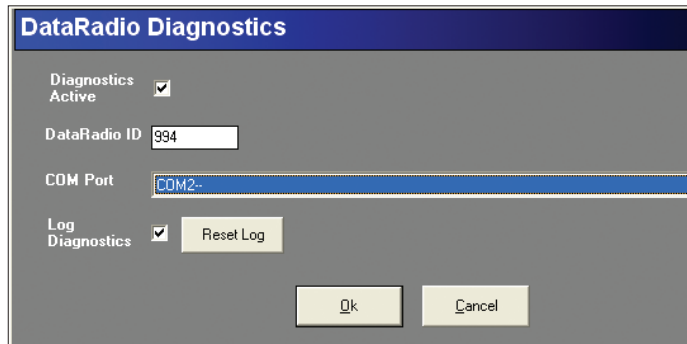 DataRadio Diagnostics
Diagnostics
Active
DataRadio ID 994
COM Port COM2--
Log
Diagnostics
Reset Log
Ok Cancel